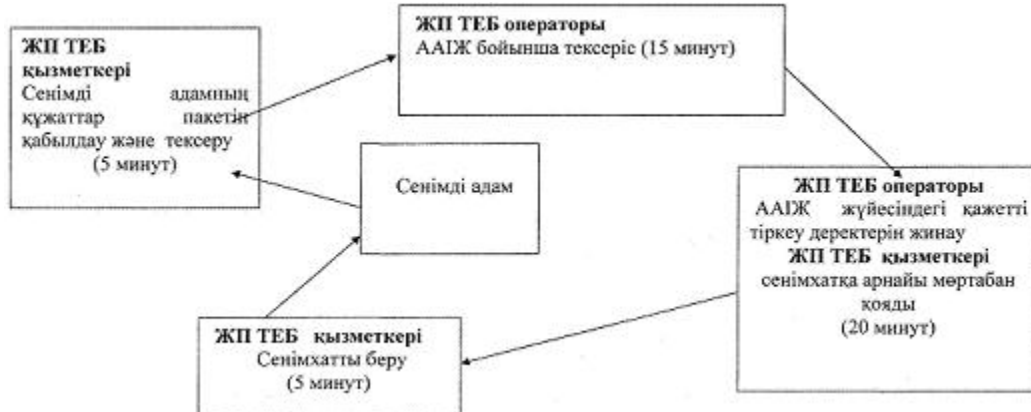 ЖП ТЕБ
қызметкері
Сенімді адамның
құжаттар пакетін
қабылдау және тексеру
(5 минут)
ЖП ТЕБ операторы
ААІЖ бойынша тексеріс (15 минут)
Сенімді адам
ЖП ТЕБ операторы
ААІЖ жүйесіндегі қажетті
тіркеу деректерін жинау
ЖП ТЕБ қызметкері
сенімхатқа арнайы мөртабан
қояды
(20 минут)
ЖП ТЕБ қызметкері
Сенімхатты беру
(5 минут)